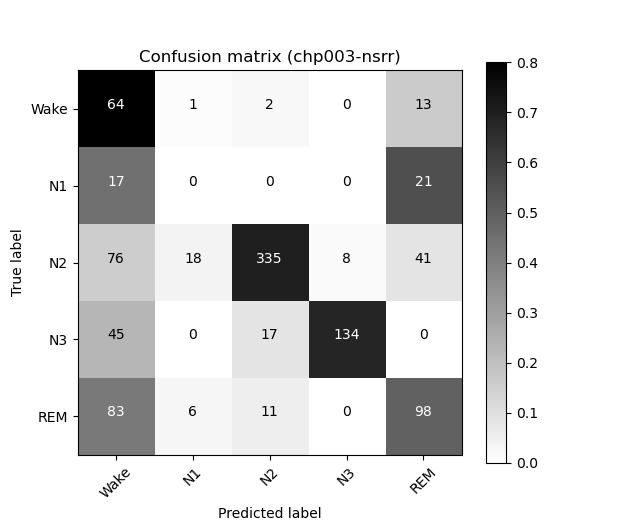 Confusion matrix (chp003-nsrr)
True label
Wake 64 1 2 0 13
N1 17 0 0 0 21
N2 76 18 335 8 41
N3 45 0 17 134 0
REM 83 6 11 0 98
Wake N1 N2 N3 REM
Predicted label
0.8
0.7
0.6
0.5
0.4
0.3
0.2
0.1
0.0